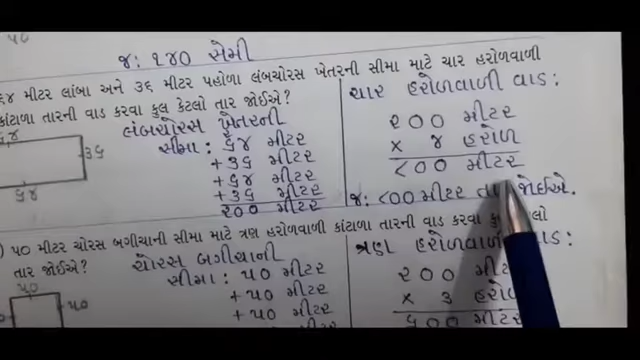 ૫૦
જ: ૧૪૦ સેમી
૬૪ મીટર લાંબા અને ૩૬ મીટર પહોળા લંબચોરસ ખેતરની સીમા માટે ચાર હરોળવાળી
કાંટાળા તારની વાડ કરવા કુલ કેટલો તાર જોઈએ?
૬૪
૩૬
૬૪
લંબચોરસ ખેતરની
સીમા : ૬૪ મીટર
+ ૩૬ મીટર
+ ૬૪ મીટર
+ ૩૬ મીટર
૨૦૦ મીટર
ચાર હરોળવાળી વાડ :
૨૦૦ મીટર
x ૪ હરોળ
૮૦૦ મીટર
જ: ૮૦૦ મીટર તાર જોઈએ.
) ૫૦ મીટર ચોરસ બગીચાની સીમા માટે ત્રણ હરોળવાળી કાંટાળા તારની વાડ કરવા કુલ
તાર જોઈએ?
૫૦
૫૦
ચોરસ બગીચાની
સીમા : ૫૦ મીટર
+ ૫૦ મીટર
+ ૫૦ મીટર
ત્રણ હરોળવાળી વાડ :
૨૦૦ મીટર
x ૩ હરોળ
૬૦૦ મીટર